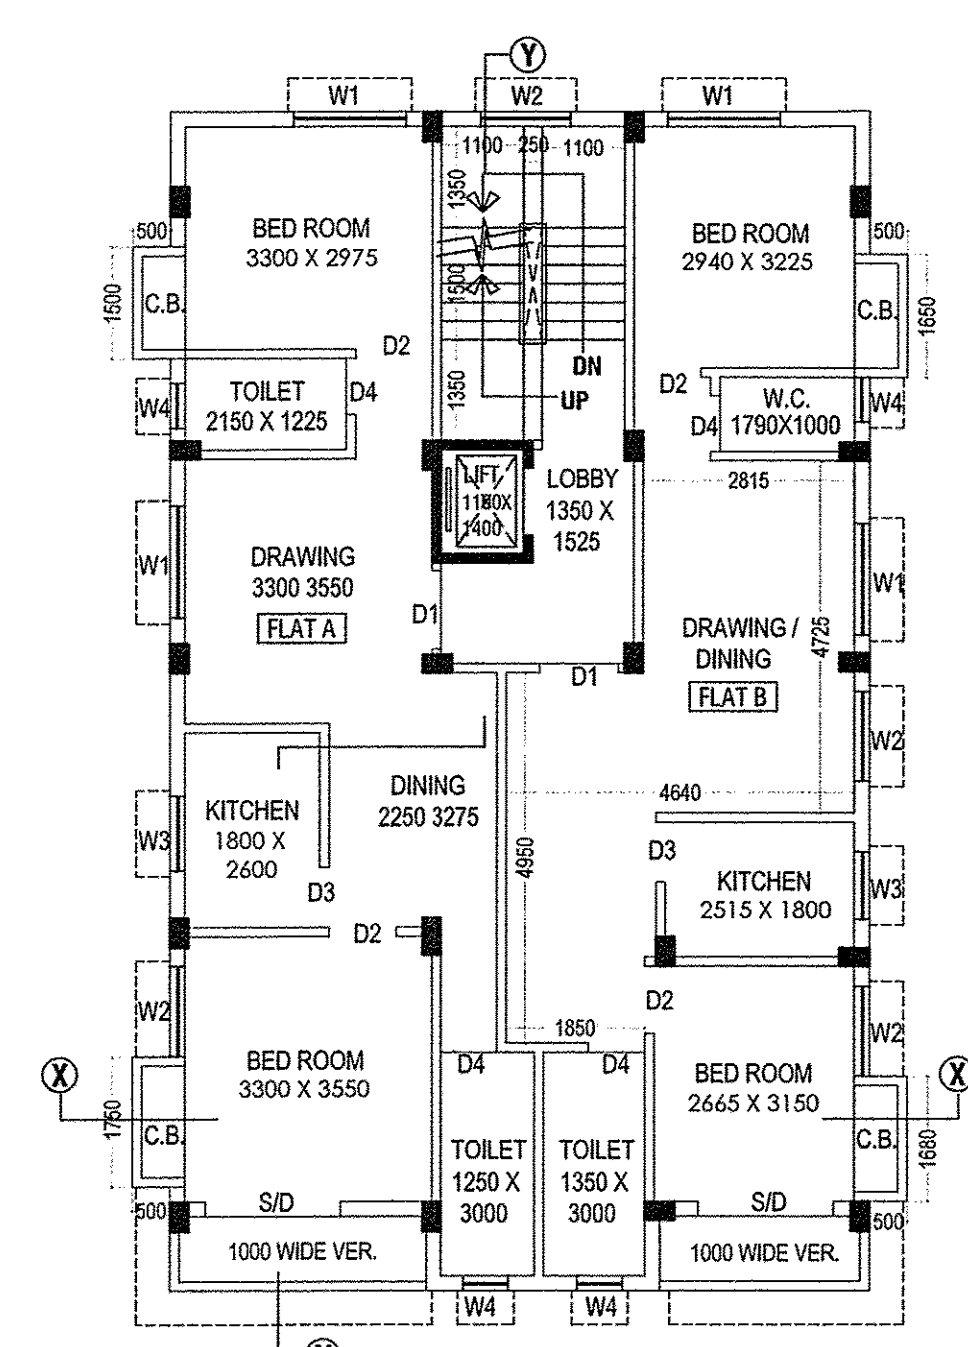 Y
W1
W2
W1
1100
250
1100
1350
BED ROOM
3300 X 2975
BED ROOM
2940 X 3225
500
500
1500
C.B.
1500
C.B.
1650
D2
DN
D2
1350
UP
TOILET
2150 X 1225
D4
W4
W.C.
1790X1000
D4
W4
2815
LIFT
1400
LOBBY
1350 X
1525
W1
DRAWING
3300 3550
FLAT A
D1
W1
DRAWING /
DINING
FLAT B
4725
D1
W2
DINING
2250 3275
4640
KITCHEN
1800 X
2600
W3
4950
D3
D3
KITCHEN
2515 X 1800
W3
D2
W2
D2
W2
1850
BED ROOM
3300 X 3550
D4
D4
BED ROOM
2665 X 3150
X
X
1750
C.B.
C.B.
1680
TOILET
1250 X
3000
TOILET
1350 X
3000
500
S/D
S/D
500
1000 WIDE VER.
1000 WIDE VER.
W4
W4